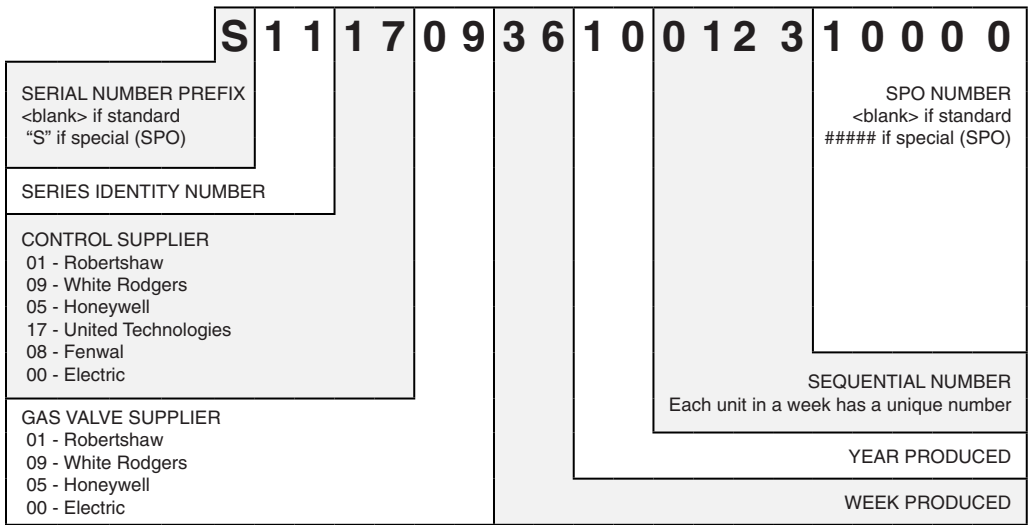 S 1 1 1 7 0 9 3 6 1 0 0 1 2 3 1 0 0 0 0
SERIAL NUMBER PREFIX
<blank> if standard
“S” if special (SPO)
SPO NUMBER
<blank> if standard
##### if special (SPO)
SERIES IDENTITY NUMBER
CONTROL SUPPLIER
01 - Robertshaw
09 - White Rodgers
05 - Honeywell
17 - United Technologies
08 - Fenwal
00 - Electric
SEQUENTIAL NUMBER
Each unit in a week has a unique number
GAS VALVE SUPPLIER
01 - Robertshaw
09 - White Rodgers
05 - Honeywell
00 - Electric
YEAR PRODUCED
WEEK PRODUCED